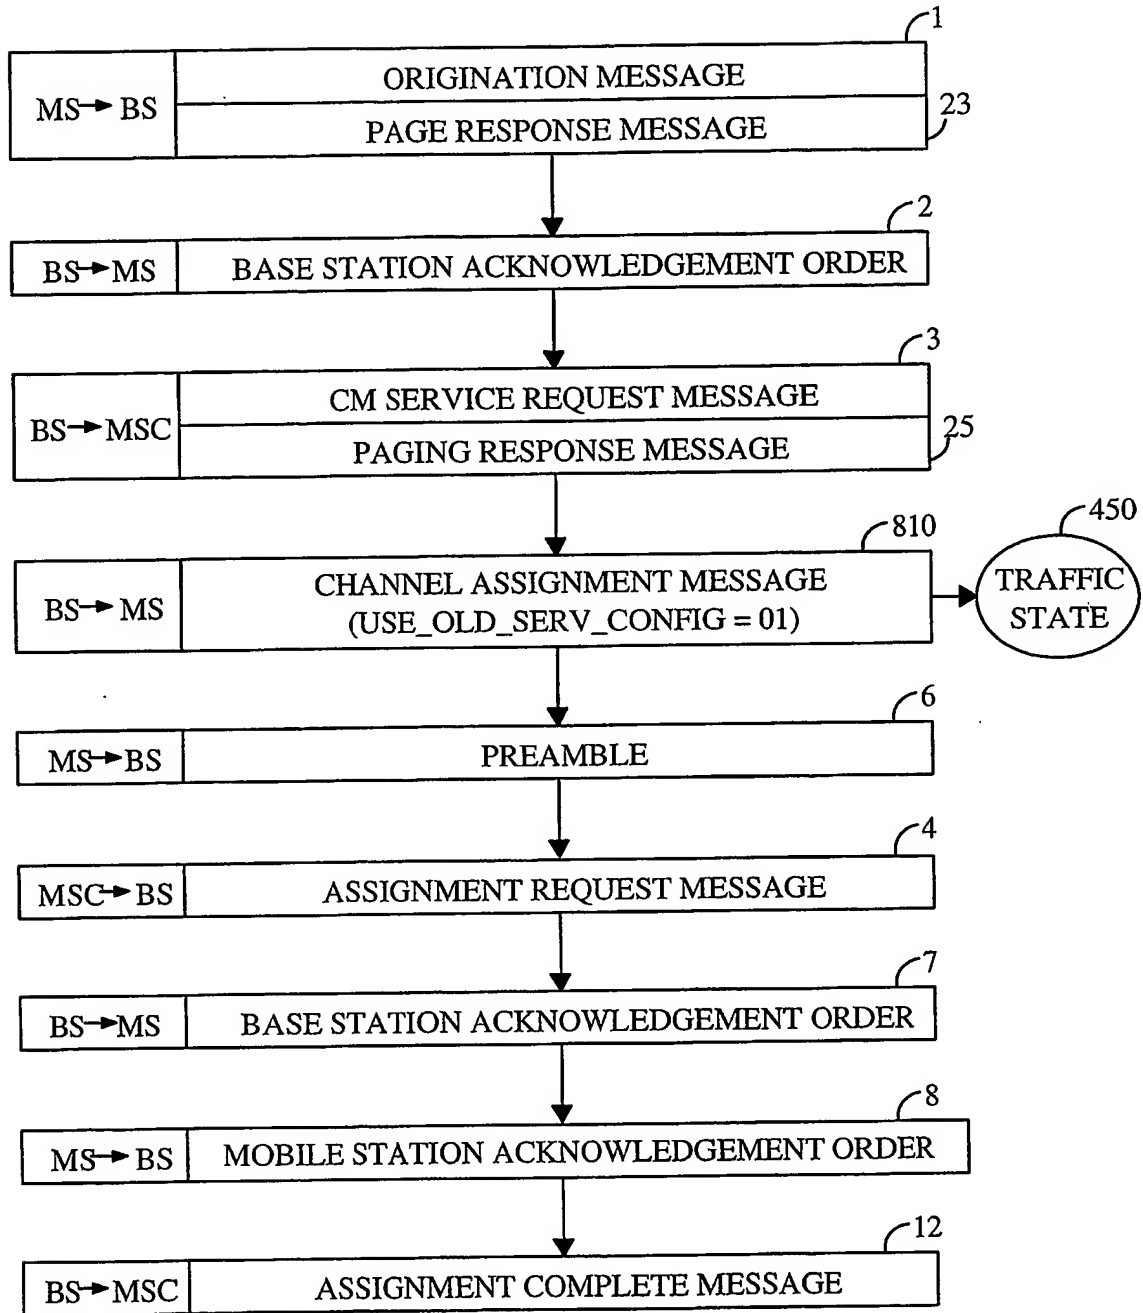 1
MS→BS ORIGINATION MESSAGE
23
PAGE RESPONSE MESSAGE
2
BS→MS BASE STATION ACKNOWLEDGEMENT ORDER
3
BS→MSC CM SERVICE REQUEST MESSAGE
25
PAGING RESPONSE MESSAGE
810
450
BS→MS CHANNEL ASSIGNMENT MESSAGE
(USE_OLD_SERV_CONFIG = 01)
TRAFFIC
STATE
6
MS→BS PREAMBLE
4
MSC→BS ASSIGNMENT REQUEST MESSAGE
7
BS→MS BASE STATION ACKNOWLEDGEMENT ORDER
8
MS→BS MOBILE STATION ACKNOWLEDGEMENT ORDER
12
BS→MSC ASSIGNMENT COMPLETE MESSAGE